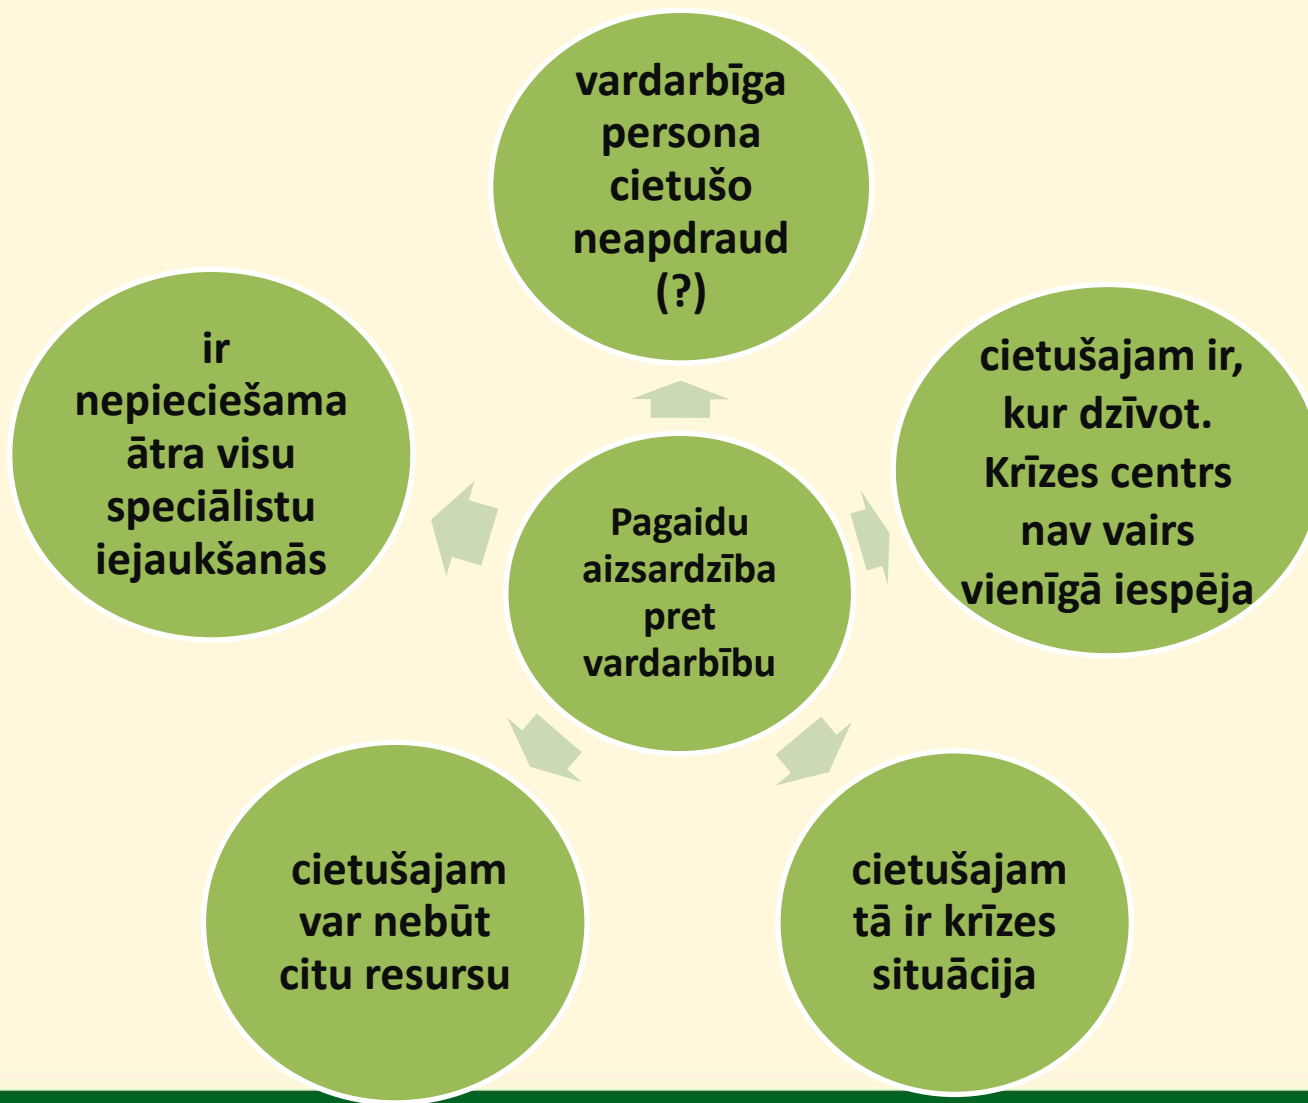 vardarbīga
persona
cietušo
neapdraud
(?)
ir
nepieciešama
ātra visu
speciālistu
iejaukšanās
cietušajam ir,
kur dzīvot.
Krīzes centrs
nav vairs
vienīgā iespēja
Pagaidu
aizsardzība
pret
vardarbību
cietušajam
var nebūt
citu resursu
cietušajam
tā ir krīzes
situācija